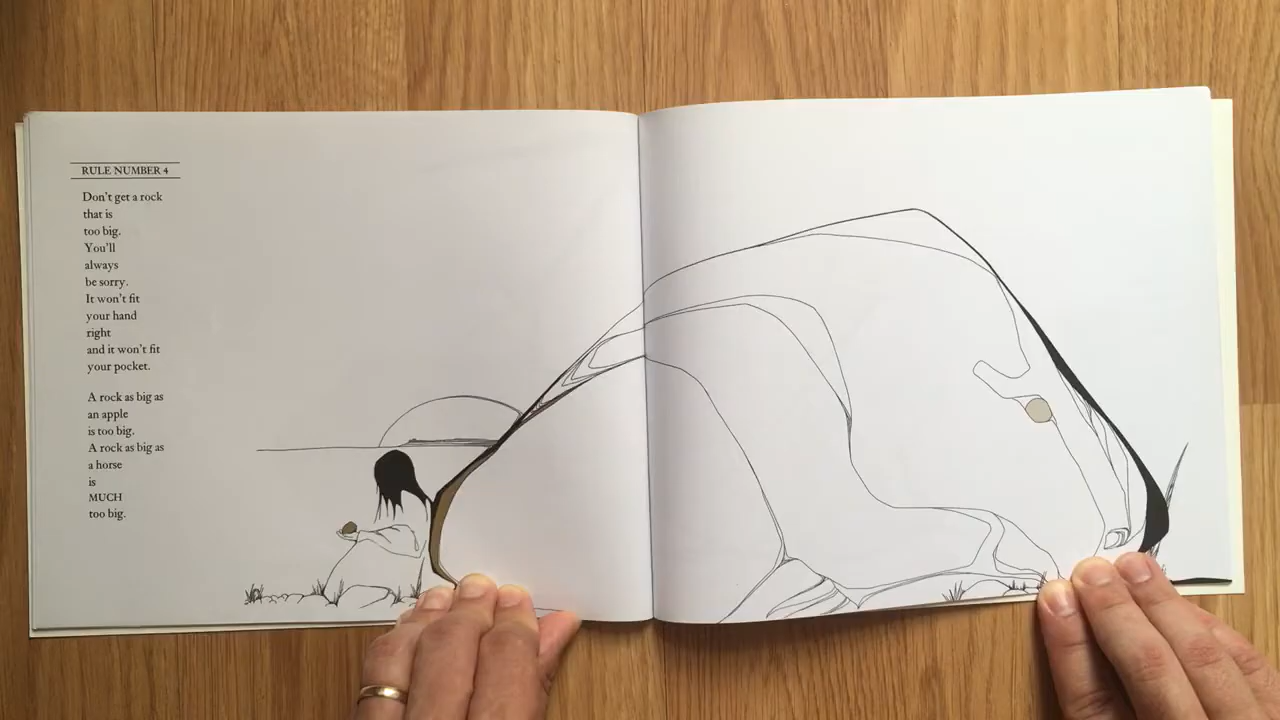 RULE NUMBER 4
Don't get a rock
that is
too big.
You'll
always
be sorry.
It won't fit
your hand
right
and it won't fit
your pocket.
A rock as big as
an apple
is too big.
A rock as big as
a horse
is
MUCH
too big.